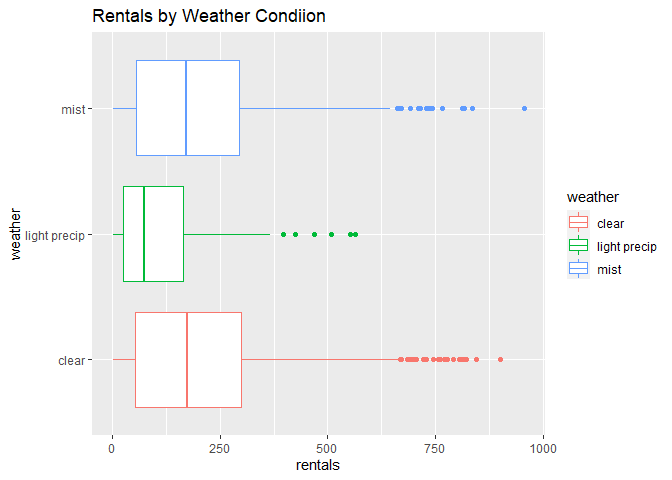 Rentals by Weather Condiion
mist
light precip
clear
weather
0
250
500
750
1000
rentals
weather
clear
light precip
mist